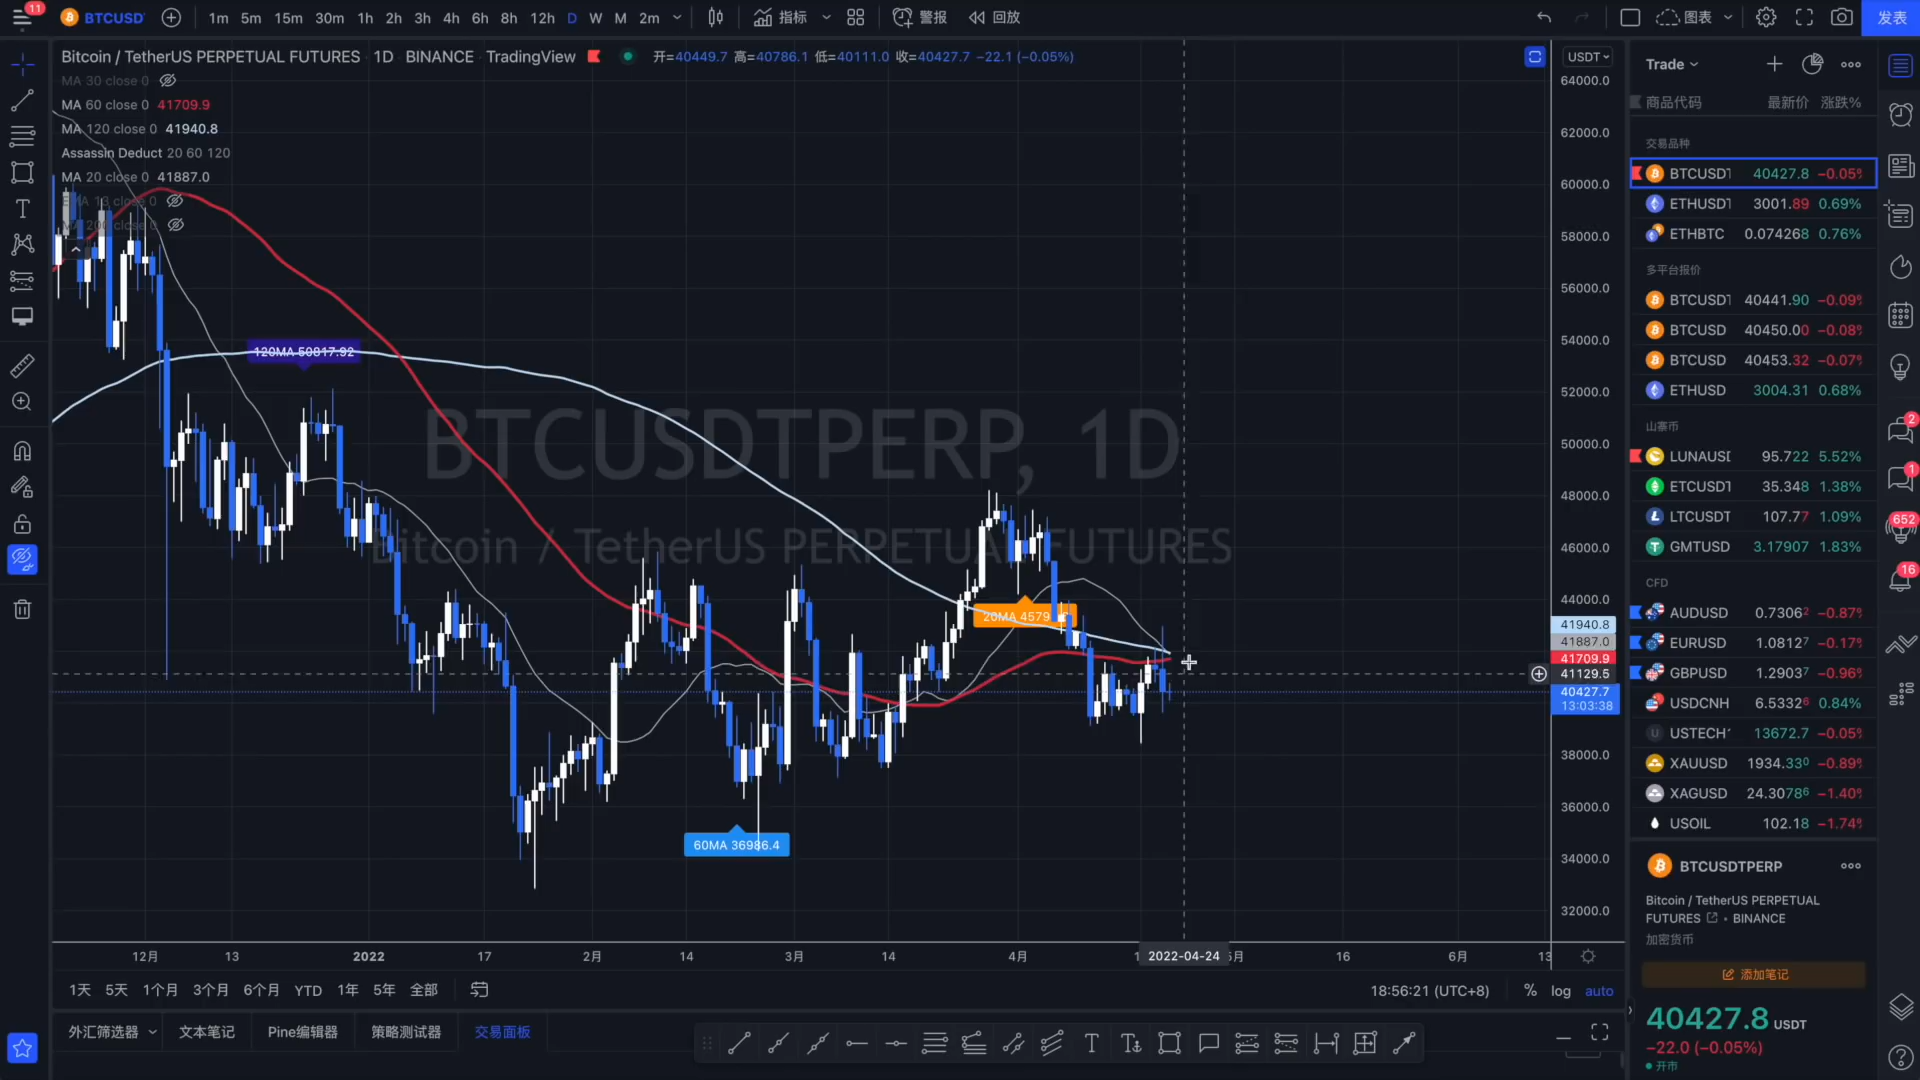 11
BTCUSDT
1m 5m 15m 30m 1h 2h 3h 4h 6h 8h 12h D W M 2m
指标
警报
回放
图表
发表
Bitcoin / TetherUS PERPETUAL FUTURES 1D BINANCE TradingView
开=40449.7 高=40786.1 低=40111.0 收=40427.7 −22.1 (−0.05%)
MA 30 close 0
MA 60 close 0 41709.9
MA 120 close 0 41940.8
Assassin Deduct 20 60 120
MA 20 close 0 41887.0
EMA 13 close 0
MA 200 close 0
BTCUSDTPERP, 1D
Bitcoin / TetherUS PERPETUAL FUTURES
120MA 50817.92
20MA 4579
60MA 36986.4
USDT
64000.0
62000.0
60000.0
58000.0
56000.0
54000.0
52000.0
50000.0
48000.0
46000.0
44000.0
41940.8
41887.0
41709.9
41129.5
40427.7
13:03:38
38000.0
36000.0
34000.0
32000.0
12月 13 2022 17 2月 14 3月 14 4月 2022-04-24 5月 16 6月 13
1天 5天 1个月 3个月 6个月 YTD 1年 5年 全部
18:56:21 (UTC+8) % log auto
外汇筛选器 文本笔记 Pine编辑器 策略测试器 交易面板
Trade
商品代码 最新价 涨跌%
交易品种
BTCUSDT 40427.8 −0.05%
ETHUSDT 3001.89 0.69%
ETHBTC 0.074268 0.76%
多平台报价
BTCUSDT 40441.90 −0.09%
BTCUSD 40450.00 −0.08%
BTCUSD 40453.32 −0.07%
ETHUSD 3004.31 0.68%
山寨币
LUNAUSD 95.722 5.52%
ETCUSDT 35.348 1.38%
LTCUSDT 107.77 1.09%
GMTUSD 3.17907 1.83%
CFD
AUDUSD 0.73062 −0.87%
EURUSD 1.08127 −0.17%
GBPUSD 1.29037 −0.96%
USDCNH 6.53326 0.84%
USTECH 13672.7 −0.05%
XAUUSD 1934.330 −0.89%
XAGUSD 24.30786 −1.40%
USOIL 102.18 −1.74%
BTCUSDTPERP
Bitcoin / TetherUS PERPETUAL
FUTURES • BINANCE
加密货币
添加笔记
40427.8 USDT
−22.0 (−0.05%)
开市
2
1
652
16